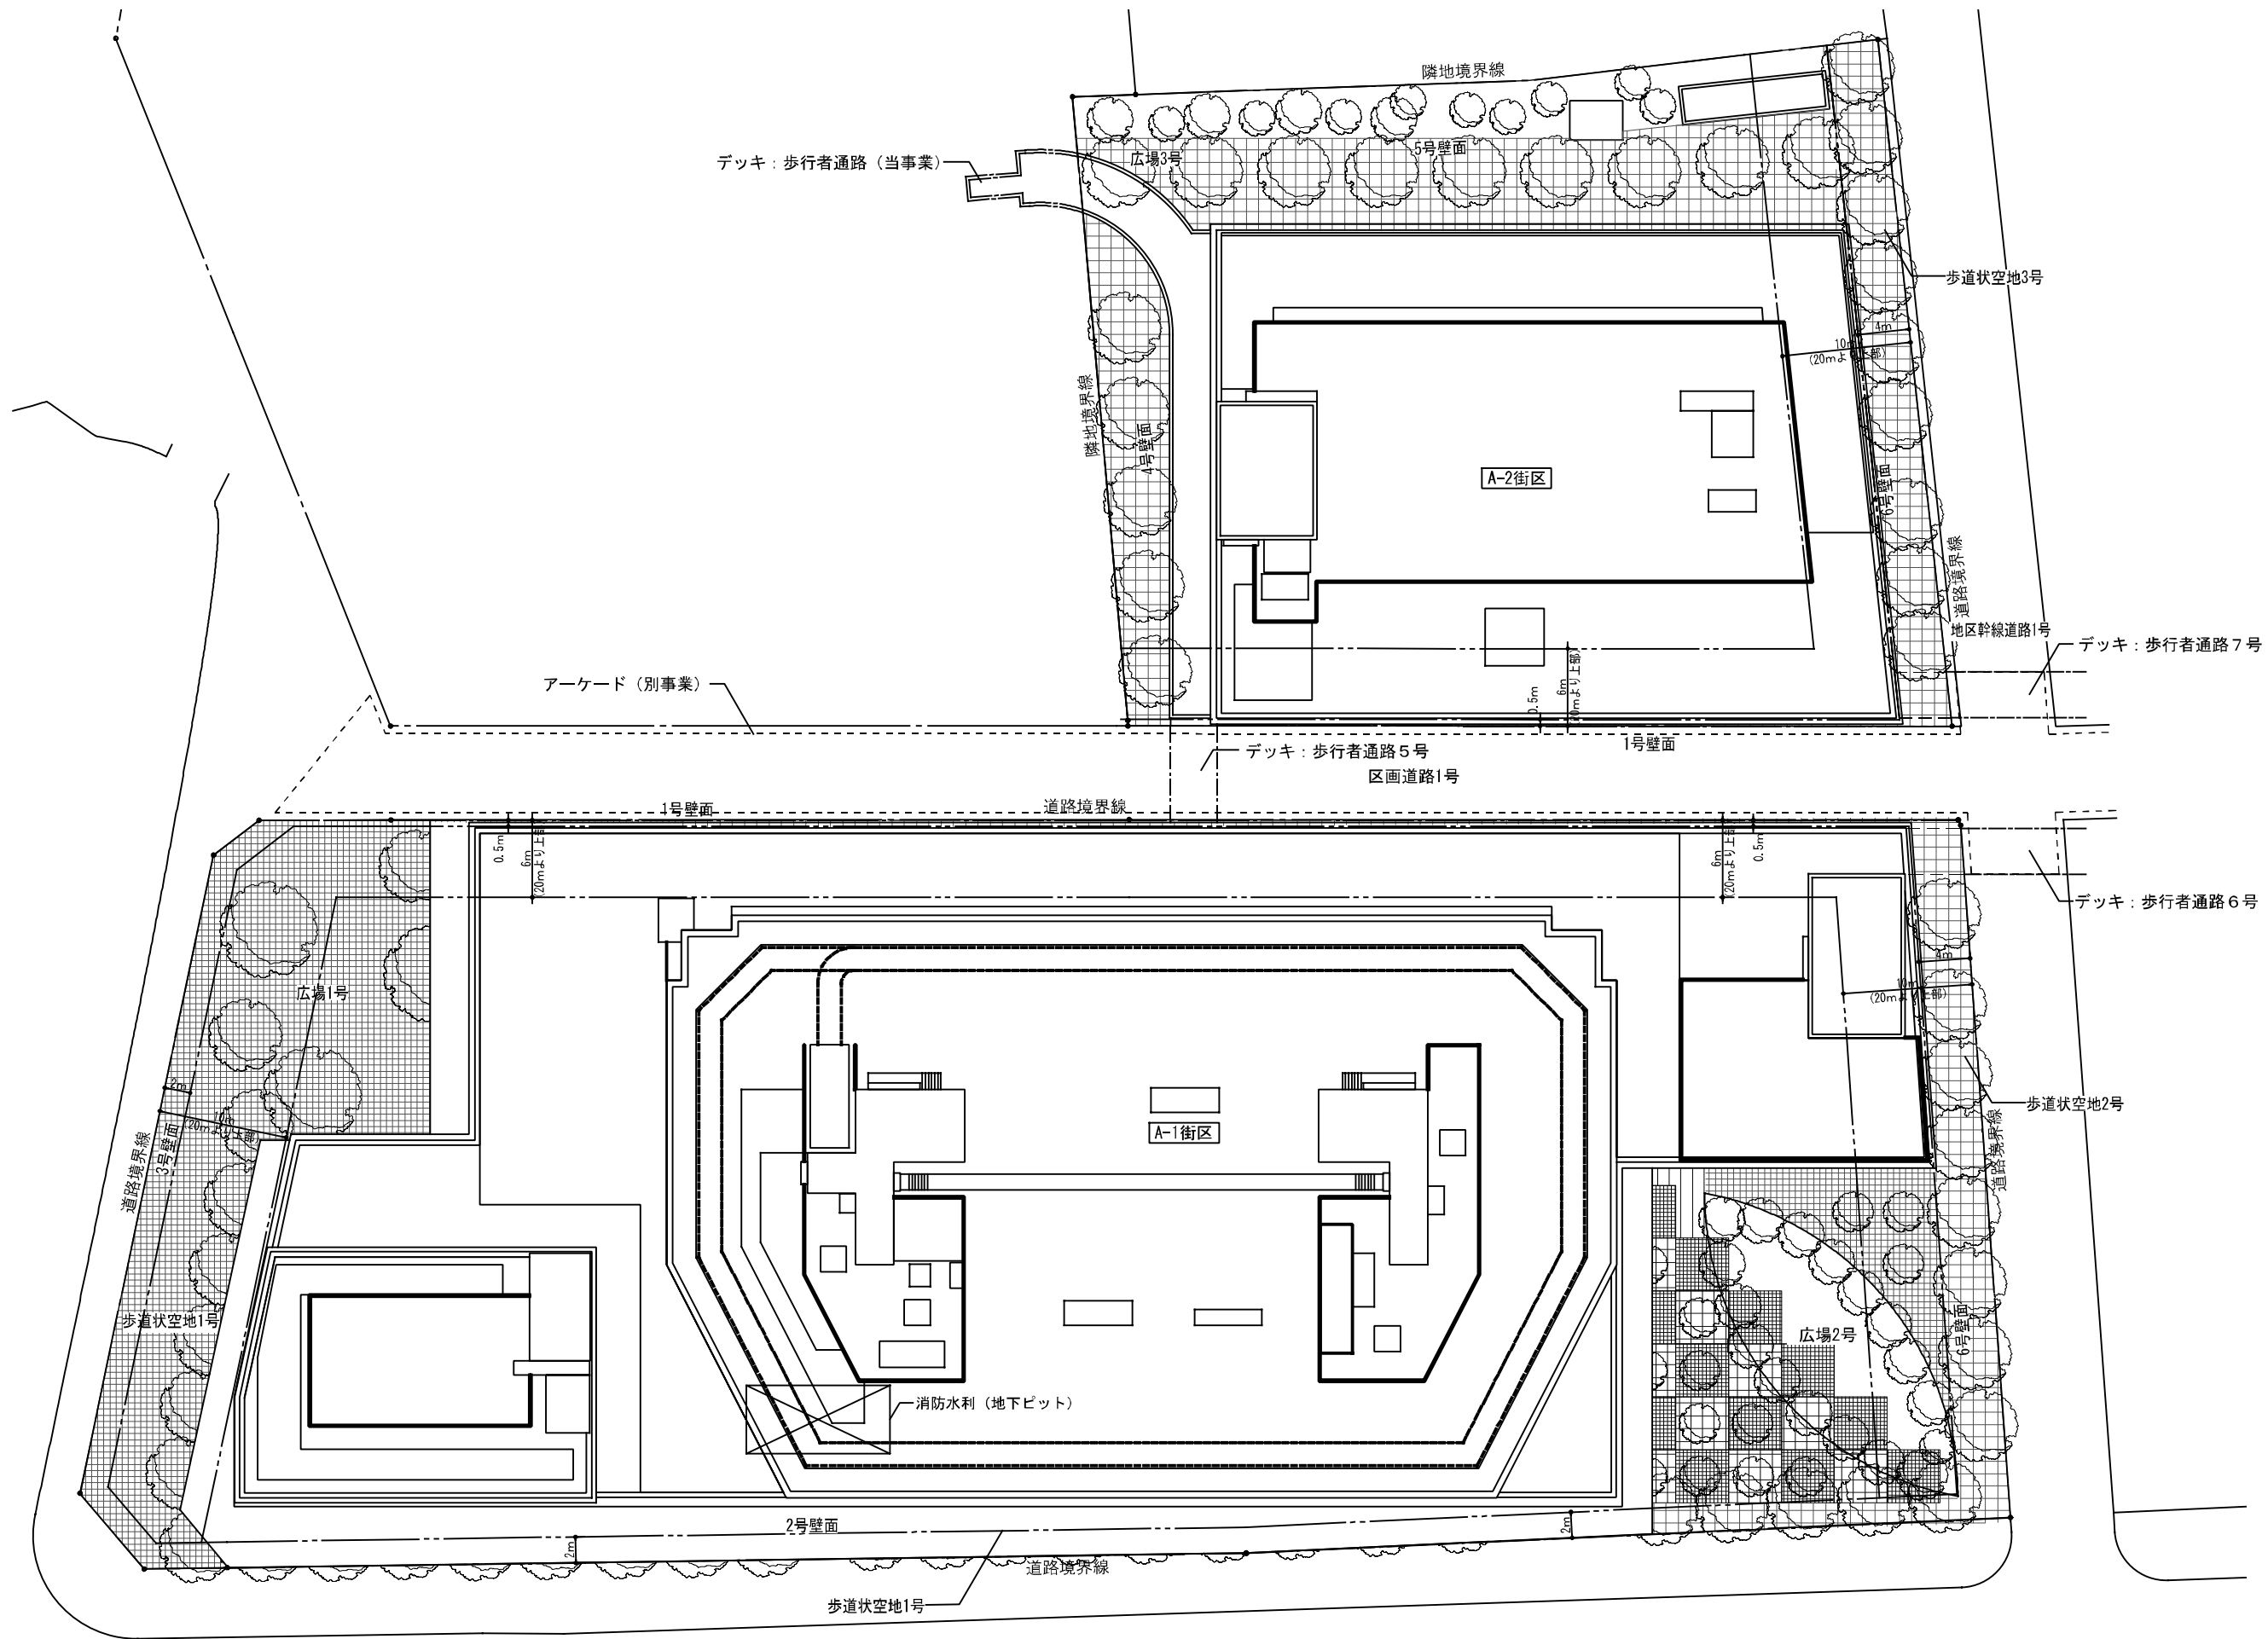 隣地境界線
デッキ：歩行者通路（当事業）
広場3号
5号壁面
歩道状空地3号
4m
10m
(20mより上部)
隣地境界線
4号壁面
A-2街区
6号壁面
道路境界線
地区幹線道路1号
デッキ：歩行者通路７号
アーケード（別事業）
0.5m
6m
(20mより上部)
1号壁面
デッキ：歩行者通路５号
区画道路1号
1号壁面
道路境界線
0.5m
6m
(20mより上部)
6m
(20mより上部)
0.5m
デッキ：歩行者通路６号
4m
10m
(20mより上部)
広場1号
2m
10m
(20mより上部)
3号壁面
道路境界線
A-1街区
歩道状空地2号
道路境界線
歩道状空地1号
広場2号
6号壁面
消防水利（地下ピット）
2号壁面
2m
2m
道路境界線
歩道状空地1号